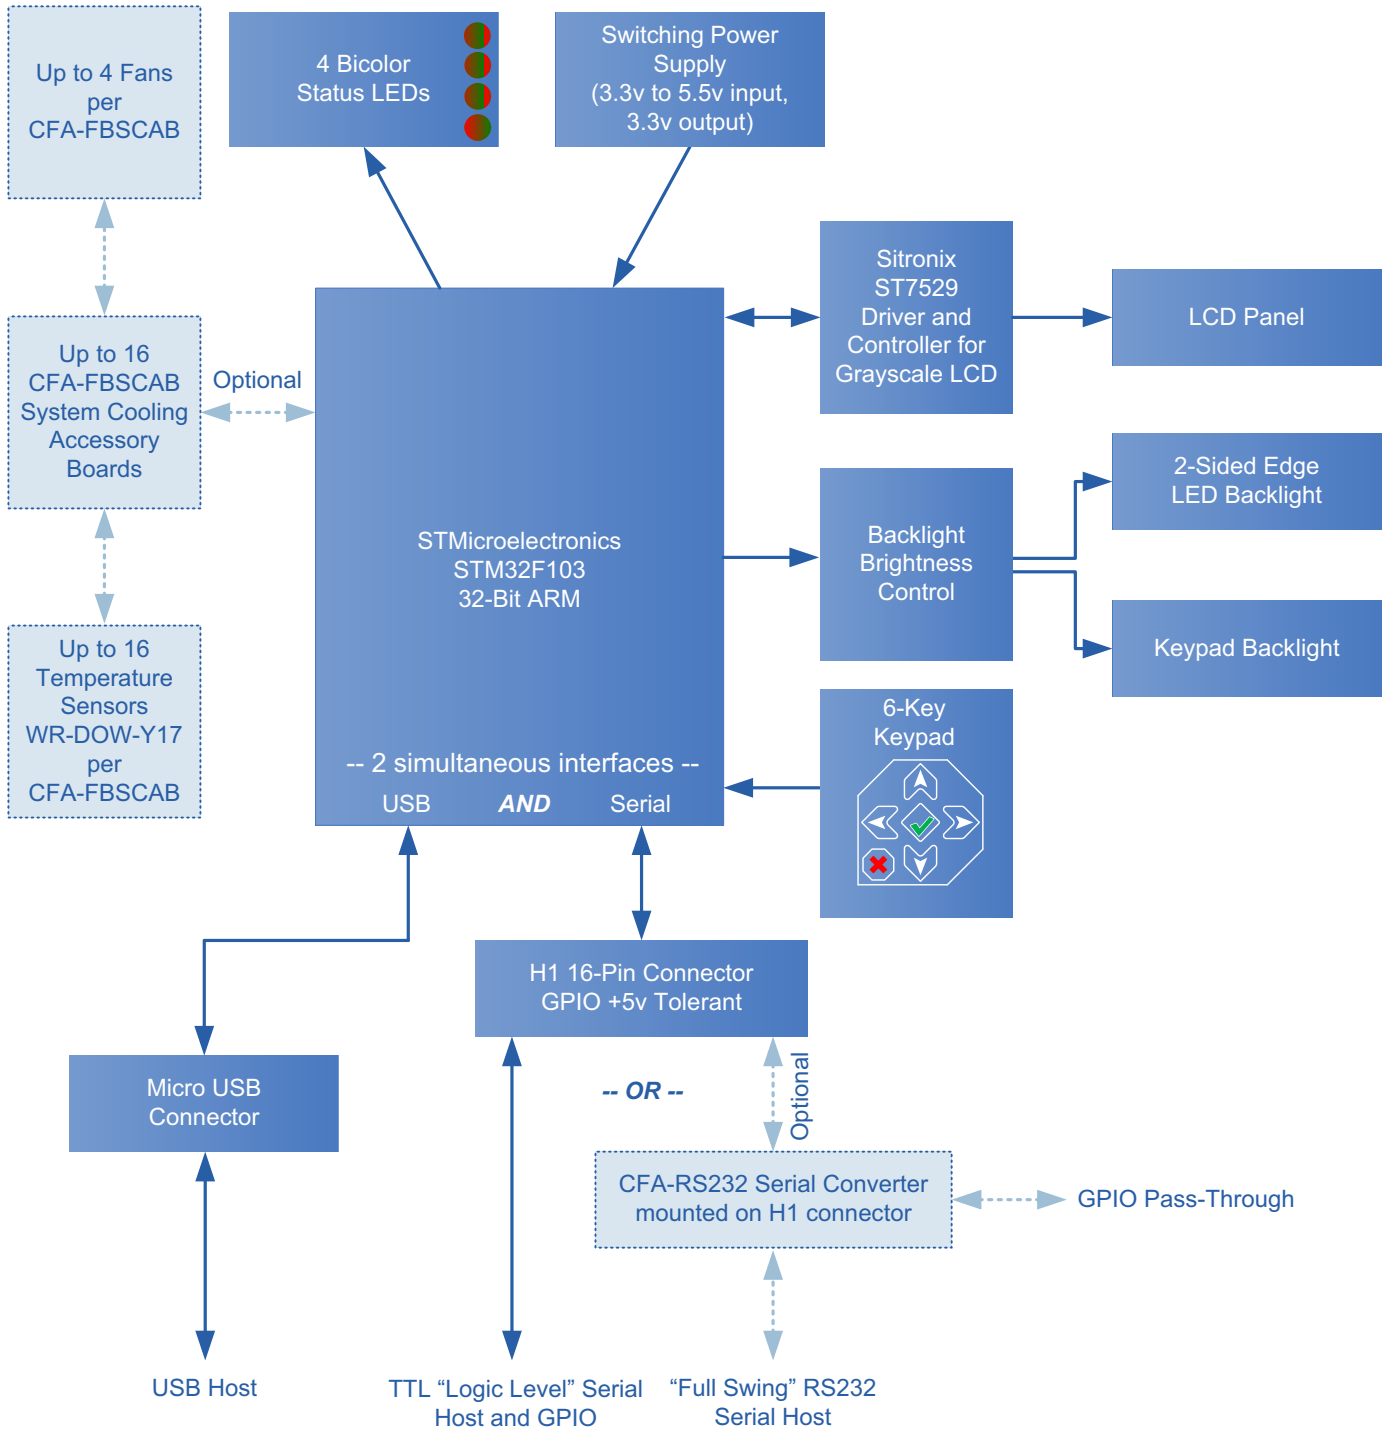 Up to 4 Fans
per
CFA-FBSCAB
4 Bicolor
Status LEDs
Switching Power
Supply
(3.3v to 5.5v input,
3.3v output)
Up to 16
CFA-FBSCAB
System Cooling
Accessory
Boards
Optional
Up to 16
Temperature
Sensors
WR-DOW-Y17
per
CFA-FBSCAB
STMicroelectronics
STM32F103
32-Bit ARM
-- 2 simultaneous interfaces --
USB AND Serial
Sitronix
ST7529
Driver and
Controller for
Grayscale LCD
LCD Panel
Backlight
Brightness
Control
2-Sided Edge
LED Backlight
Keypad Backlight
6-Key
Keypad
H1 16-Pin Connector
GPIO +5v Tolerant
Micro USB
Connector
-- OR --
Optional
CFA-RS232 Serial Converter
mounted on H1 connector
GPIO Pass-Through
USB Host
TTL “Logic Level” Serial
Host and GPIO
“Full Swing” RS232
Serial Host